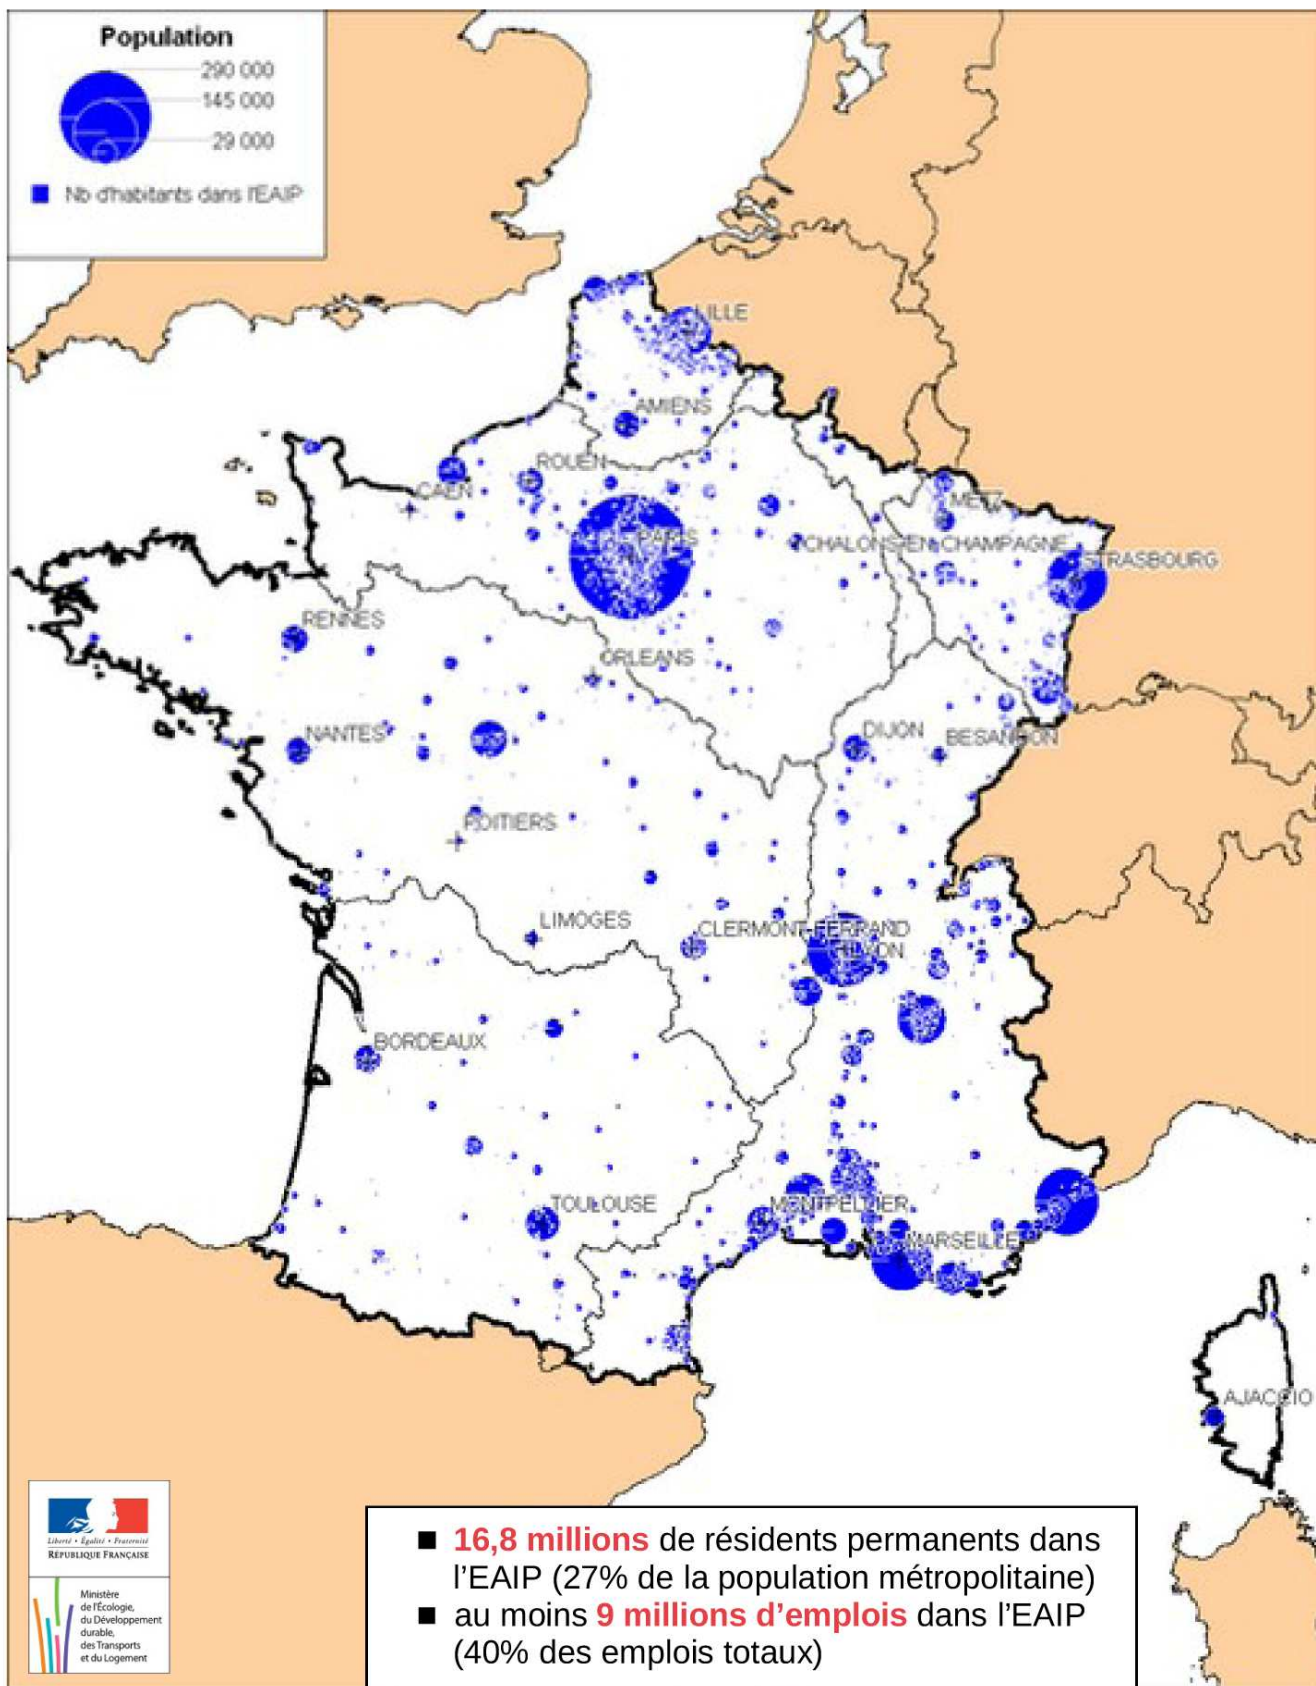 Population
290 000
145 000
29 000
Nb d'habitants dans l'EAIP
LILLE
AMIENS
ROUEN
CAEN
METZ
PARIS
CHALONS-EN-CHAMPAGNE
STRASBOURG
RENNES
ORLEANS
NANTES
DIJON
BESANCON
POITIERS
LIMOGES
CLERMONT-FERRAND
LYON
BORDEAUX
TOULOUSE
MONTPELLIER
MARSEILLE
AJACCIO
Liberté • Égalité • Fraternité
RÉPUBLIQUE FRANÇAISE
Ministère
de l'Écologie,
du Développement
durable,
des Transports
et du Logement
■ 16,8 millions de résidents permanents dans
l'EAIP (27% de la population métropolitaine)
■ au moins 9 millions d'emplois dans l'EAIP
(40% des emplois totaux)